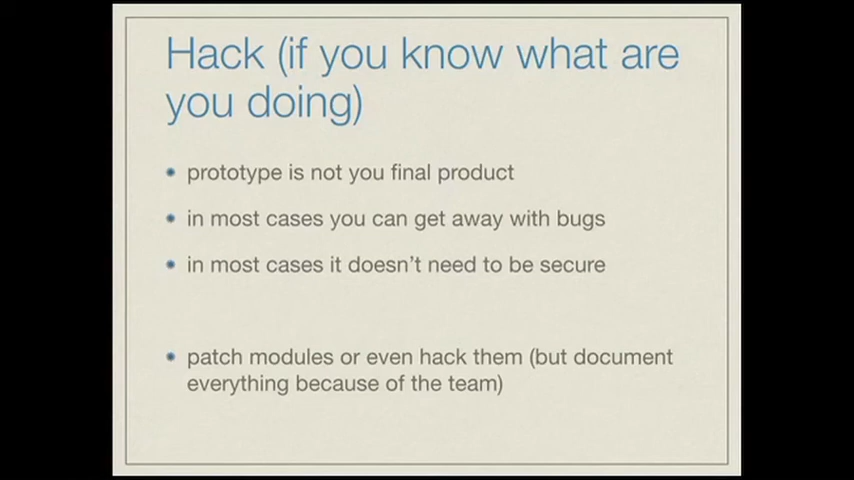 Hack (if you know what are
you doing)
prototype is not you final product
in most cases you can get away with bugs
in most cases it doesn't need to be secure
patch modules or even hack them (but document
everything because of the team)